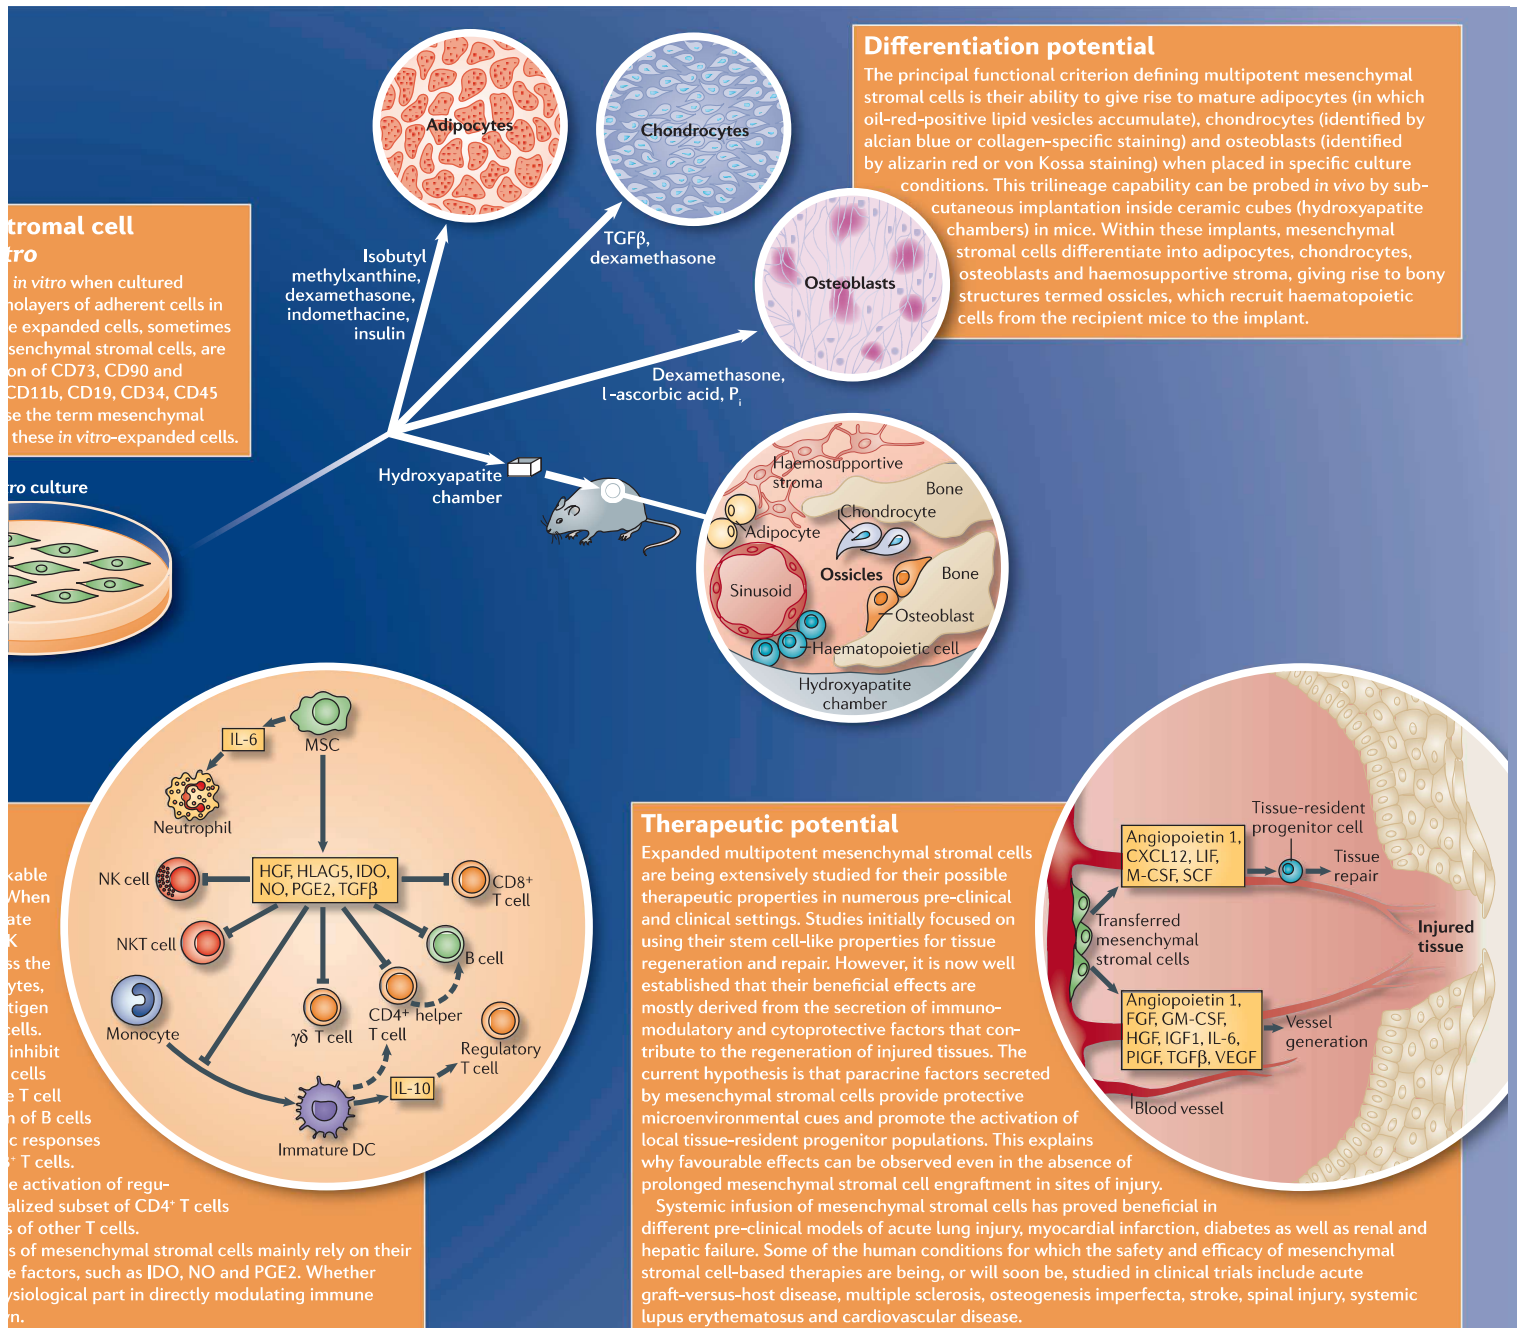 Adipocytes
Chondrocytes
Osteoblasts
Isobutyl
methylxanthine,
dexamethasone,
indomethacine,
insulin
TGFβ,
dexamethasone
Dexamethasone,
l-ascorbic acid, Pi
Hydroxyapatite
chamber
Differentiation potential
The principal functional criterion defining multipotent mesenchymal
stromal cells is their ability to give rise to mature adipocytes (in which
oil-red-positive lipid vesicles accumulate), chondrocytes (identified by
alcian blue or collagen-specific staining) and osteoblasts (identified
by alizarin red or von Kossa staining) when placed in specific culture
conditions. This trilineage capability can be probed in vivo by sub-
cutaneous implantation inside ceramic cubes (hydroxyapatite
chambers) in mice. Within these implants, mesenchymal
stromal cells differentiate into adipocytes, chondrocytes,
osteoblasts and haemosupportive stroma, giving rise to bony
structures termed ossicles, which recruit haematopoietic
cells from the recipient mice to the implant.
stromal cell
in vitro when cultured
of adherent cells in
expanded cells, sometimes
stromal cells, are
of CD73, CD90 and
CD11b, CD19, CD34, CD45
the term mesenchymal
these in vitro-expanded cells.
culture
Haemosupportive
stroma
Bone
Chondrocyte
Adipocyte
Ossicles
Bone
Sinusoid
Osteoblast
Haematopoietic cell
Hydroxyapatite
chamber
IL-6
MSC
Neutrophil
NK cell
HGF, HLAG5, IDO,
NO, PGE2, TGFβ
CD8⁺
T cell
NKT cell
B cell
Monocyte
γδ T cell
CD4⁺ helper
T cell
Regulatory
T cell
IL-10
Immature DC
When
the
cells.
inhibit
cells
T cell
of B cells
responses
T cells.
activation of regu-
subset of CD4⁺ T cells
of other T cells.
of mesenchymal stromal cells mainly rely on their
factors, such as IDO, NO and PGE2. Whether
part in directly modulating immune
Therapeutic potential
Expanded multipotent mesenchymal stromal cells
are being extensively studied for their possible
therapeutic properties in numerous pre-clinical
and clinical settings. Studies initially focused on
using their stem cell-like properties for tissue
regeneration and repair. However, it is now well
established that their beneficial effects are
mostly derived from the secretion of immuno-
modulatory and cytoprotective factors that con-
tribute to the regeneration of injured tissues. The
current hypothesis is that paracrine factors secreted
by mesenchymal stromal cells provide protective
microenvironmental cues and promote the activation of
local tissue-resident progenitor populations. This explains
why favourable effects can be observed even in the absence of
prolonged mesenchymal stromal cell engraftment in sites of injury.
Systemic infusion of mesenchymal stromal cells has proved beneficial in
different pre-clinical models of acute lung injury, myocardial infarction, diabetes as well as renal and
hepatic failure. Some of the human conditions for which the safety and efficacy of mesenchymal
stromal cell-based therapies are being, or will soon be, studied in clinical trials include acute
graft-versus-host disease, multiple sclerosis, osteogenesis imperfecta, stroke, spinal injury, systemic
lupus erythematosus and cardiovascular disease.
Tissue-resident
progenitor cell
Angiopoietin 1,
CXCL12, LIF,
M-CSF, SCF
Tissue
repair
Transferred
mesenchymal
stromal cells
Injured
tissue
Angiopoietin 1,
FGF, GM-CSF,
HGF, IGF1, IL-6,
PIGF, TGFβ, VEGF
Vessel
generation
Blood vessel